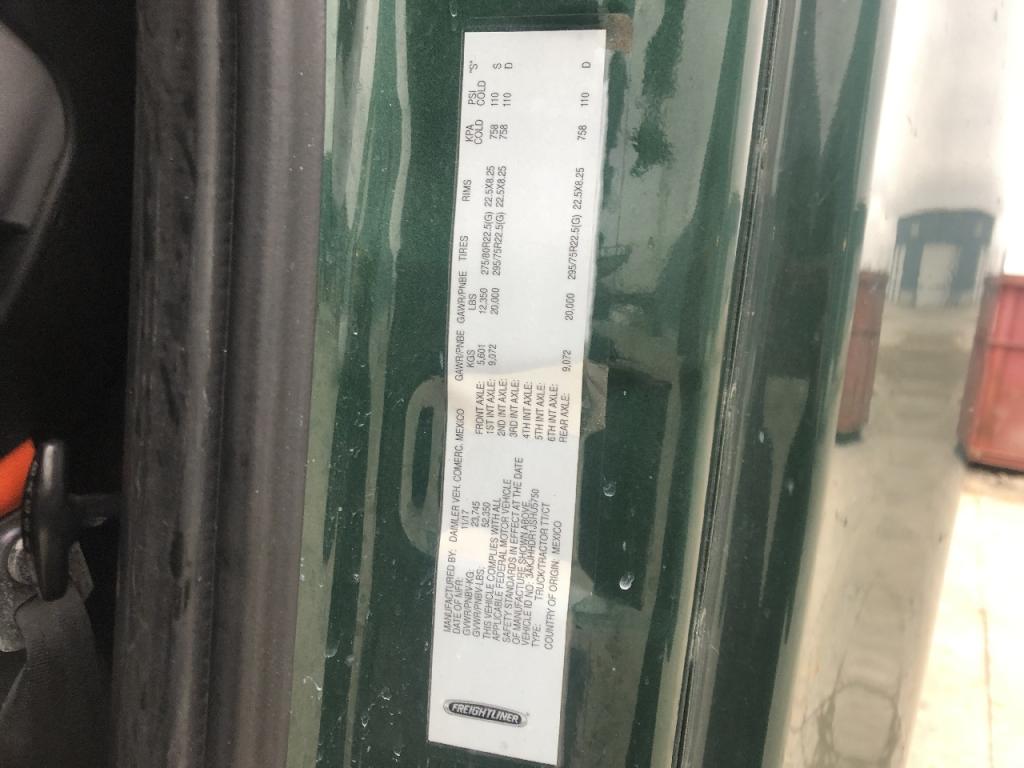 FREIGHTLINER
MANUFACTURED BY: DAIMLER VEH. COMERC. MEXICO
DATE OF MFR: 11/17
GVWR/PNBV-KG: 23,745
GVWR/PNBV-LBS: 52,350
THIS VEHICLE COMPLIES WITH ALL
APPLICABLE FEDERAL MOTOR VEHICLE
SAFETY STANDARDS IN EFFECT AT THE DATE
OF MANUFACTURE SHOWN ABOVE.
VEHICLE ID NO.: 3AKJHHDR1JSHU5750
TYPE: TRUCK/TRACTOR TT/CT
COUNTRY OF ORIGIN: MEXICO
GAWR/PNBE GAWR/PNBE TIRES RIMS KPA PSI "S"
KGS LBS COLD COLD
FRONT AXLE: 5,601 12,350 275/80R22.5(G) 22.5X8.25 758 110 S
1ST INT AXLE: 9,072 20,000 295/75R22.5(G) 22.5X8.25 758 110 D
2ND INT AXLE:
3RD INT AXLE:
4TH INT AXLE:
5TH INT AXLE:
6TH INT AXLE:
REAR AXLE: 9,072 20,000 295/75R22.5(G) 22.5X8.25 758 110 D